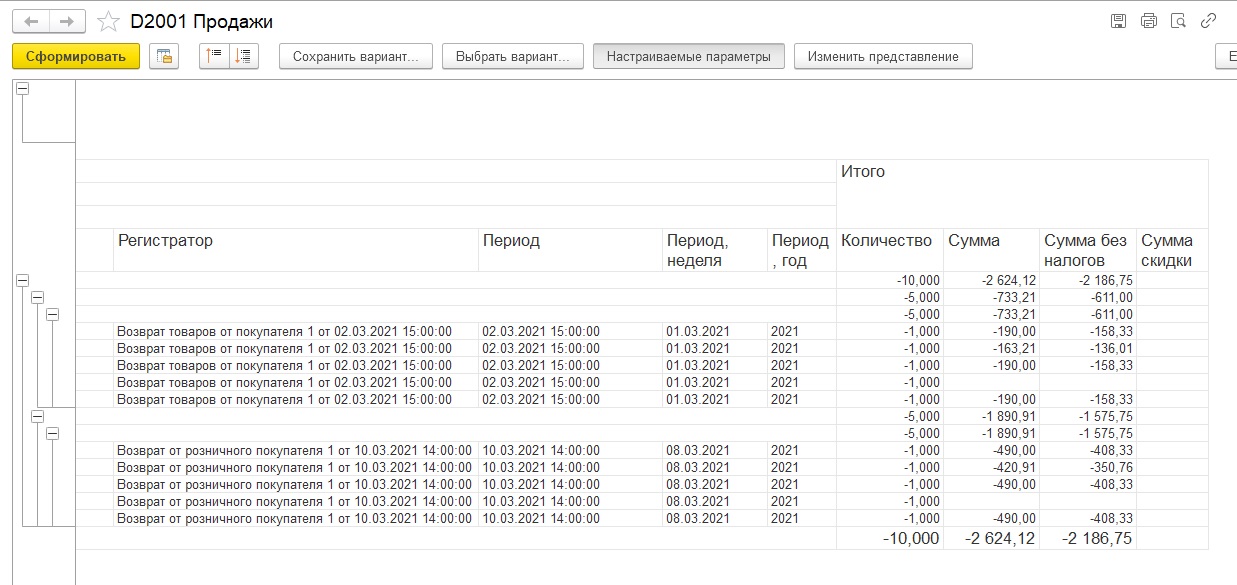 D2001 Продажи
Сформировать Сохранить вариант... Выбрать вариант... Настраиваемые параметры Изменить представление Е
Итого
Регистратор Период Период, неделя Период , год Количество Сумма Сумма без налогов Сумма скидки
-10,000 -2 624,12 -2 186,75
-5,000 -733,21 -611,00
-5,000 -733,21 -611,00
Возврат товаров от покупателя 1 от 02.03.2021 15:00:00 02.03.2021 15:00:00 01.03.2021 2021 -1,000 -190,00 -158,33
Возврат товаров от покупателя 1 от 02.03.2021 15:00:00 02.03.2021 15:00:00 01.03.2021 2021 -1,000 -163,21 -136,01
Возврат товаров от покупателя 1 от 02.03.2021 15:00:00 02.03.2021 15:00:00 01.03.2021 2021 -1,000 -190,00 -158,33
Возврат товаров от покупателя 1 от 02.03.2021 15:00:00 02.03.2021 15:00:00 01.03.2021 2021 -1,000
Возврат товаров от покупателя 1 от 02.03.2021 15:00:00 02.03.2021 15:00:00 01.03.2021 2021 -1,000 -190,00 -158,33
-5,000 -1 890,91 -1 575,75
-5,000 -1 890,91 -1 575,75
Возврат от розничного покупателя 1 от 10.03.2021 14:00:00 10.03.2021 14:00:00 08.03.2021 2021 -1,000 -490,00 -408,33
Возврат от розничного покупателя 1 от 10.03.2021 14:00:00 10.03.2021 14:00:00 08.03.2021 2021 -1,000 -420,91 -350,76
Возврат от розничного покупателя 1 от 10.03.2021 14:00:00 10.03.2021 14:00:00 08.03.2021 2021 -1,000 -490,00 -408,33
Возврат от розничного покупателя 1 от 10.03.2021 14:00:00 10.03.2021 14:00:00 08.03.2021 2021 -1,000
Возврат от розничного покупателя 1 от 10.03.2021 14:00:00 10.03.2021 14:00:00 08.03.2021 2021 -1,000 -490,00 -408,33
-10,000 -2 624,12 -2 186,75